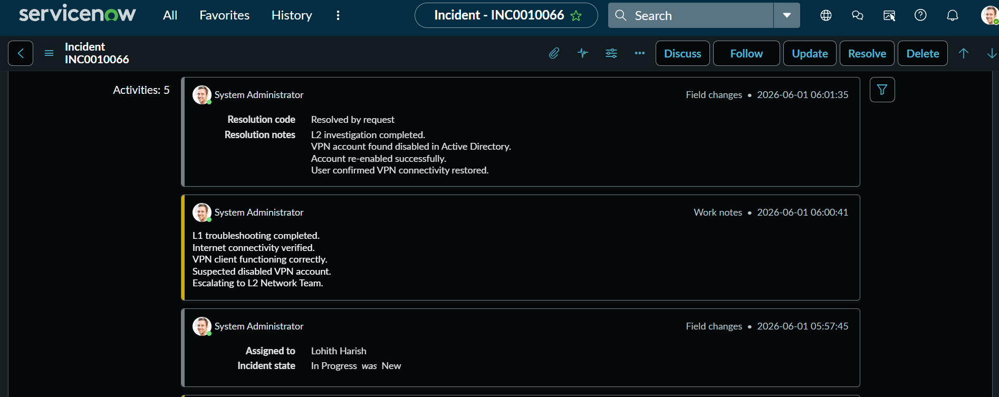 servicenow All Favorites History Incident - INC0010066 Search
Incident
INC0010066
Discuss Follow Update Resolve Delete
Activities: 5
System Administrator Field changes • 2026-06-01 06:01:35
Resolution code Resolved by request
Resolution notes L2 investigation completed.
VPN account found disabled in Active Directory.
Account re-enabled successfully.
User confirmed VPN connectivity restored.
System Administrator Work notes • 2026-06-01 06:00:41
L1 troubleshooting completed.
Internet connectivity verified.
VPN client functioning correctly.
Suspected disabled VPN account.
Escalating to L2 Network Team.
System Administrator Field changes • 2026-06-01 05:57:45
Assigned to Lohith Harish
Incident state In Progress was New